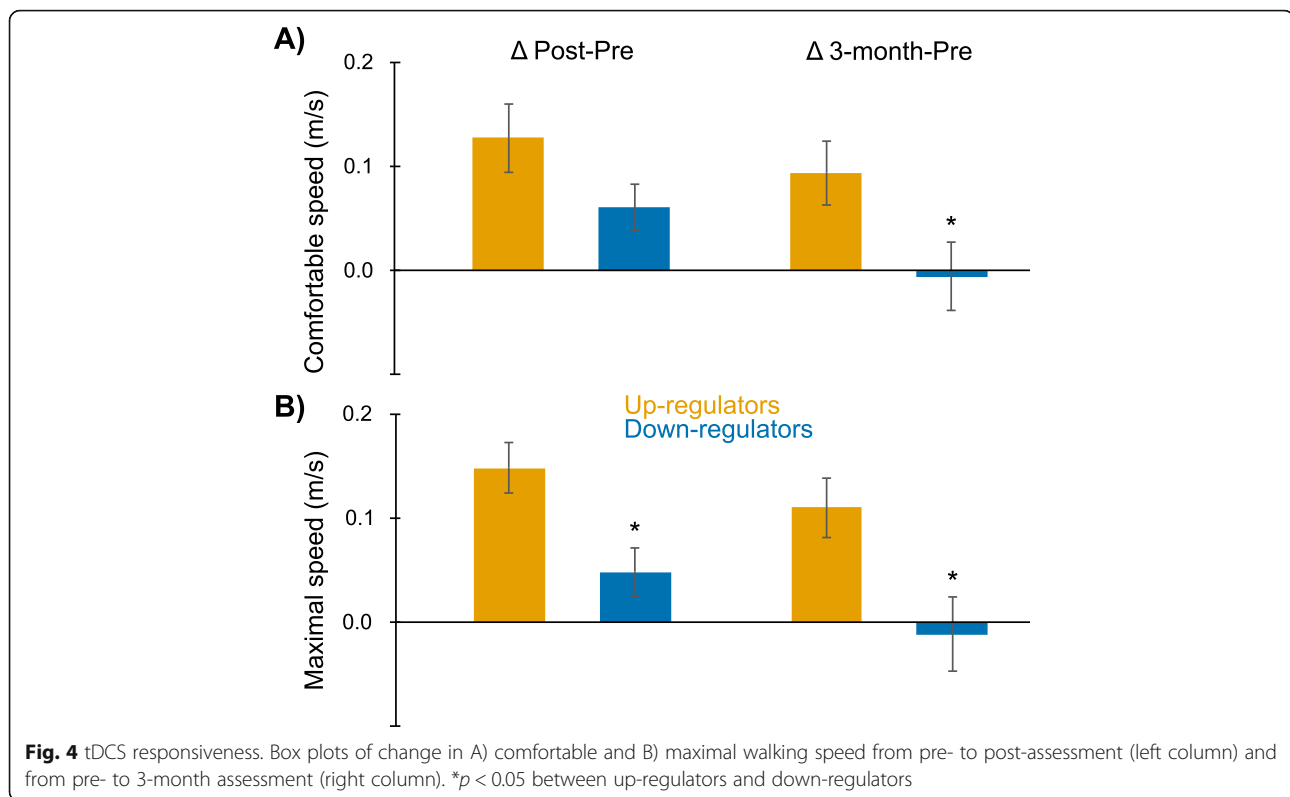 A)
Δ Post-Pre
Δ 3-month-Pre
Comfortable speed (m/s)
0.2
0.1
0.0
*
B)
Up-regulators
Down-regulators
Maximal speed (m/s)
0.2
0.1
0.0
*
*
Fig. 4 tDCS responsiveness. Box plots of change in A) comfortable and B) maximal walking speed from pre- to post-assessment (left column) and
from pre- to 3-month assessment (right column). *p < 0.05 between up-regulators and down-regulators